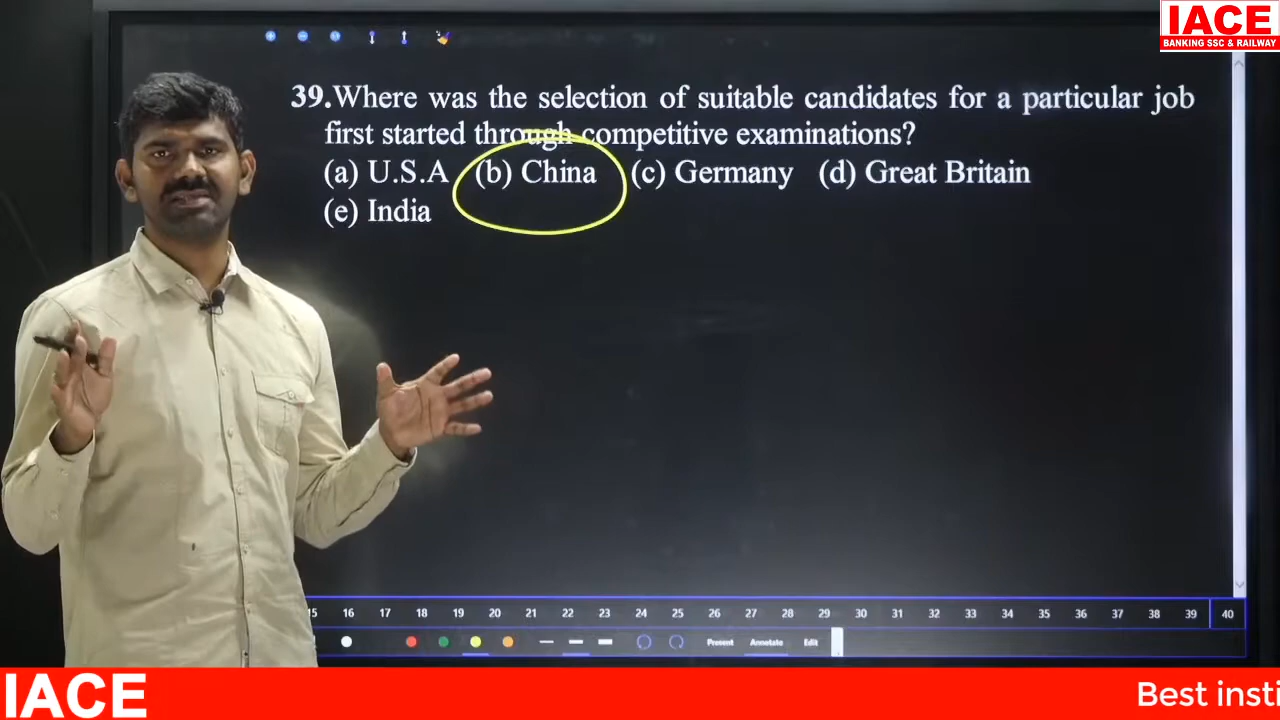 IACE
BANKING SSC & RAILWAY
39.Where was the selection of suitable candidates for a particular job
first started through competitive examinations?
(a) U.S.A (b) China (c) Germany (d) Great Britain
(e) India
15 16 17 18 19 20 21 22 23 24 25 26 27 28 29 30 31 32 33 34 35 36 37 38 39 40
Present Annotate Edit
IACE
Best insti